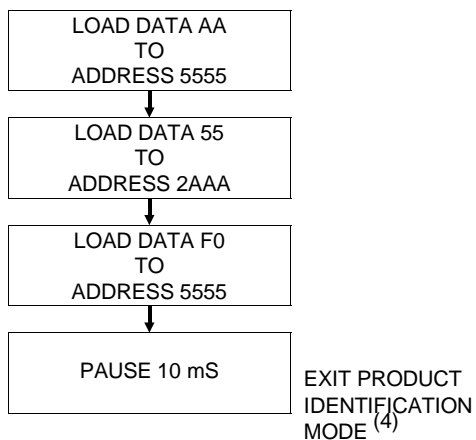 LOAD DATA AA
TO
ADDRESS 5555
LOAD DATA 55
TO
ADDRESS 2AAA
LOAD DATA F0
TO
ADDRESS 5555
PAUSE 10 mS
EXIT PRODUCT
IDENTIFICATION
MODE (4)